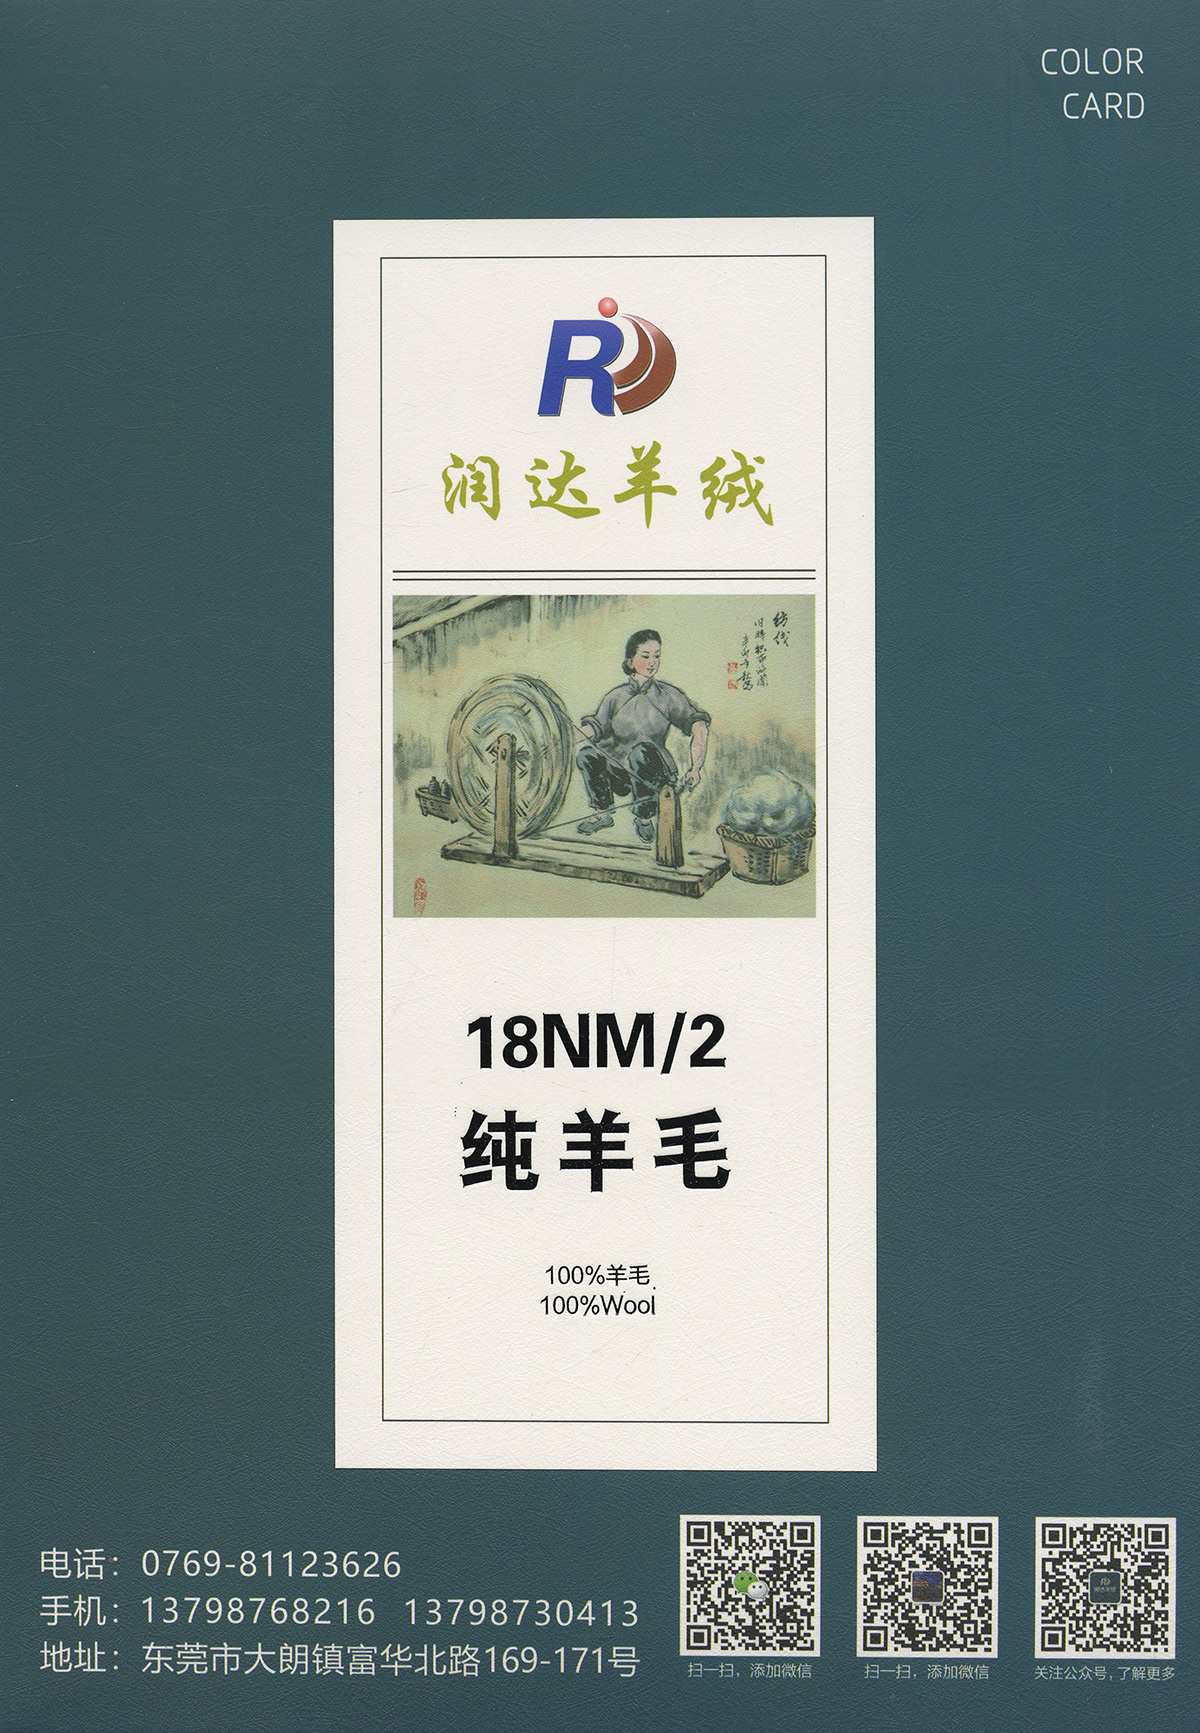 COLOR
CARD
润达羊绒
纺线
18NM/2
纯羊毛
100%羊毛
100%Wool
电话：0769-81123626
手机：13798768216 13798730413
地址：东莞市大朗镇富华北路169-171号
扫一扫，添加微信
扫一扫，添加微信
关注公众号，了解更多